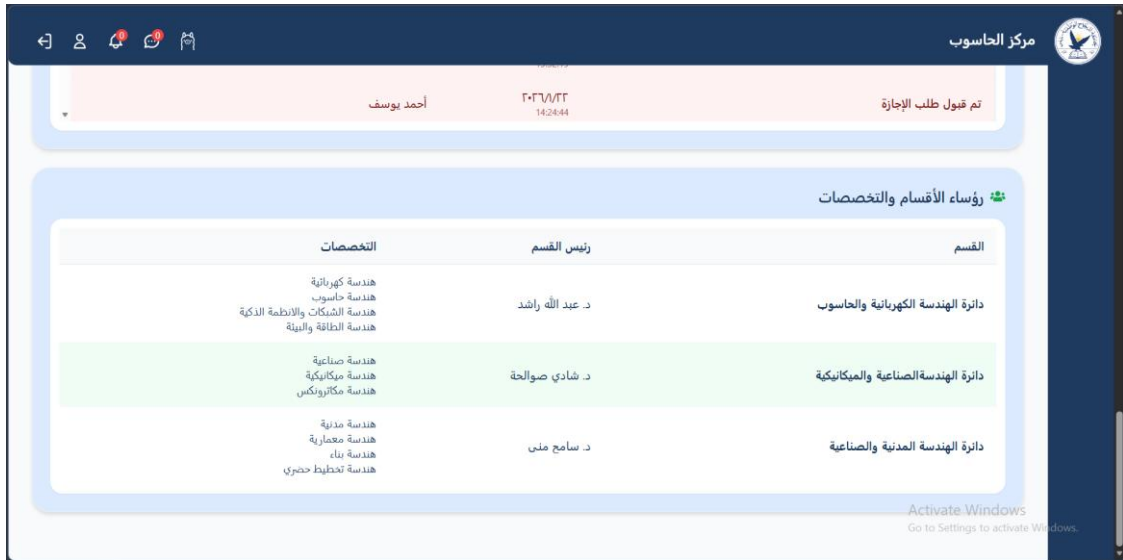 مركز الحاسوب
0
0
تم قبول طلب الإجازة
٢٠٢٦/١/٢٢
14:24:44
أحمد يوسف
رؤساء الأقسام والتخصصات
القسم رئيس القسم التخصصات
دائرة الهندسة الكهربائية والحاسوب
د. عبد الله راشد
هندسة كهربائية
هندسة حاسوب
هندسة الشبكات والانظمة الذكية
هندسة الطاقة والبيئة
دائرة الهندسةالصناعية والميكانيكية
د. شادي صوالحة
هندسة صناعية
هندسة ميكانيكية
هندسة مكاترونكس
دائرة الهندسة المدنية والصناعية
د. سامح منى
هندسة مدنية
هندسة معمارية
هندسة بناء
هندسة تخطيط حضري
Activate Windows
Go to Settings to activate Windows.